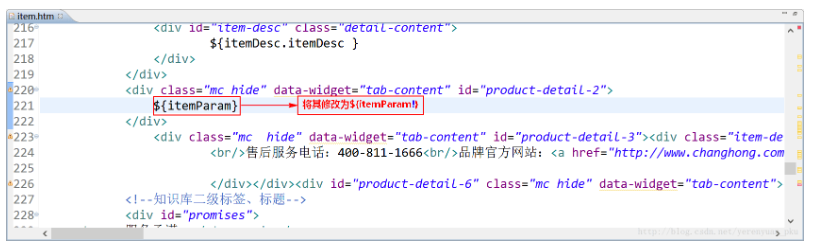 item.htm
216 <div id="item-desc" class="detail-content">
217 ${itemDesc.itemDesc }
218 </div>
219 </div>
220 <div class="mc hide" data-widget="tab-content" id="product-detail-2">
221 ${itemParam} 将其修改为${itemParam!}
222 </div>
223 <div class="mc  hide" data-widget="tab-content" id="product-detail-3"><div class="item-de
224 <br/>售后服务电话：400-811-1666<br/>品牌官方网站：<a href="http://www.changhong.com
225
226 </div></div><div id="product-detail-6" class="mc hide" data-widget="tab-content">
227 <!--知识库二级标签、标题-->
228 <div id="promises">